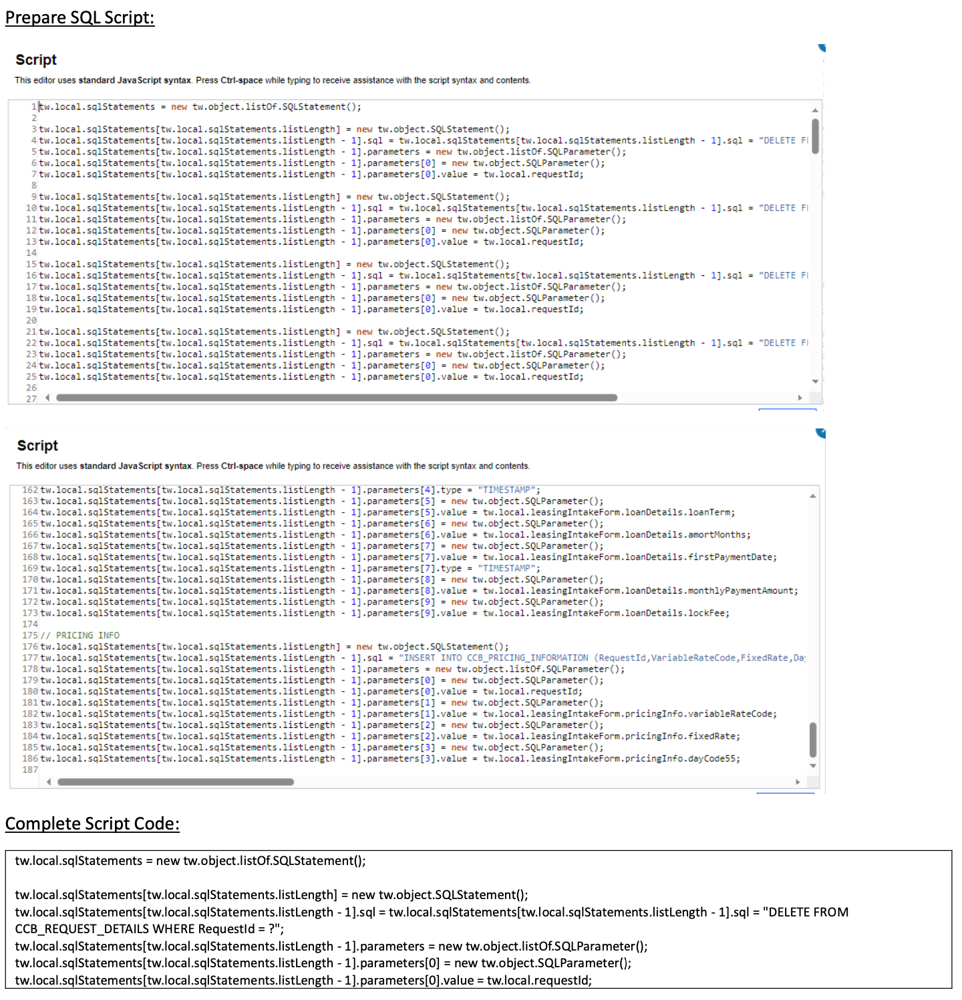 Prepare SQL Script:
Script
This editor uses standard JavaScript syntax. Press Ctrl-space while typing to receive assistance with the script syntax and contents.
1 tw.local.sqlStatements = new tw.object.listOf.SQLStatement();
2
3 tw.local.sqlStatements[tw.local.sqlStatements.listLength] = new tw.object.SQLStatement();
4 tw.local.sqlStatements[tw.local.sqlStatements.listLength - 1].sql = tw.local.sqlStatements[tw.local.sqlStatements.listLength - 1].sql = "DELETE F
5 tw.local.sqlStatements[tw.local.sqlStatements.listLength - 1].parameters = new tw.object.listOf.SQLParameter();
6 tw.local.sqlStatements[tw.local.sqlStatements.listLength - 1].parameters[0] = new tw.object.SQLParameter();
7 tw.local.sqlStatements[tw.local.sqlStatements.listLength - 1].parameters[0].value = tw.local.requestId;
8
9 tw.local.sqlStatements[tw.local.sqlStatements.listLength] = new tw.object.SQLStatement();
10 tw.local.sqlStatements[tw.local.sqlStatements.listLength - 1].sql = tw.local.sqlStatements[tw.local.sqlStatements.listLength - 1].sql = "DELETE F
11 tw.local.sqlStatements[tw.local.sqlStatements.listLength - 1].parameters = new tw.object.listOf.SQLParameter();
12 tw.local.sqlStatements[tw.local.sqlStatements.listLength - 1].parameters[0] = new tw.object.SQLParameter();
13 tw.local.sqlStatements[tw.local.sqlStatements.listLength - 1].parameters[0].value = tw.local.requestId;
14
15 tw.local.sqlStatements[tw.local.sqlStatements.listLength] = new tw.object.SQLStatement();
16 tw.local.sqlStatements[tw.local.sqlStatements.listLength - 1].sql = tw.local.sqlStatements[tw.local.sqlStatements.listLength - 1].sql = "DELETE F
17 tw.local.sqlStatements[tw.local.sqlStatements.listLength - 1].parameters = new tw.object.listOf.SQLParameter();
18 tw.local.sqlStatements[tw.local.sqlStatements.listLength - 1].parameters[0] = new tw.object.SQLParameter();
19 tw.local.sqlStatements[tw.local.sqlStatements.listLength - 1].parameters[0].value = tw.local.requestId;
20
21 tw.local.sqlStatements[tw.local.sqlStatements.listLength] = new tw.object.SQLStatement();
22 tw.local.sqlStatements[tw.local.sqlStatements.listLength - 1].sql = tw.local.sqlStatements[tw.local.sqlStatements.listLength - 1].sql = "DELETE F
23 tw.local.sqlStatements[tw.local.sqlStatements.listLength - 1].parameters = new tw.object.listOf.SQLParameter();
24 tw.local.sqlStatements[tw.local.sqlStatements.listLength - 1].parameters[0] = new tw.object.SQLParameter();
25 tw.local.sqlStatements[tw.local.sqlStatements.listLength - 1].parameters[0].value = tw.local.requestId;
26
27
Script
This editor uses standard JavaScript syntax. Press Ctrl-space while typing to receive assistance with the script syntax and contents.
162 tw.local.sqlStatements[tw.local.sqlStatements.listLength - 1].parameters[4].type = "TIMESTAMP";
163 tw.local.sqlStatements[tw.local.sqlStatements.listLength - 1].parameters[5] = new tw.object.SQLParameter();
164 tw.local.sqlStatements[tw.local.sqlStatements.listLength - 1].parameters[5].value = tw.local.leasingIntakeForm.loanDetails.loanTerm;
165 tw.local.sqlStatements[tw.local.sqlStatements.listLength - 1].parameters[6] = new tw.object.SQLParameter();
166 tw.local.sqlStatements[tw.local.sqlStatements.listLength - 1].parameters[6].value = tw.local.leasingIntakeForm.loanDetails.amortMonths;
167 tw.local.sqlStatements[tw.local.sqlStatements.listLength - 1].parameters[7] = new tw.object.SQLParameter();
168 tw.local.sqlStatements[tw.local.sqlStatements.listLength - 1].parameters[7].value = tw.local.leasingIntakeForm.loanDetails.firstPaymentDate;
169 tw.local.sqlStatements[tw.local.sqlStatements.listLength - 1].parameters[7].type = "TIMESTAMP";
170 tw.local.sqlStatements[tw.local.sqlStatements.listLength - 1].parameters[8] = new tw.object.SQLParameter();
171 tw.local.sqlStatements[tw.local.sqlStatements.listLength - 1].parameters[8].value = tw.local.leasingIntakeForm.loanDetails.monthlyPaymentAmount;
172 tw.local.sqlStatements[tw.local.sqlStatements.listLength - 1].parameters[9] = new tw.object.SQLParameter();
173 tw.local.sqlStatements[tw.local.sqlStatements.listLength - 1].parameters[9].value = tw.local.leasingIntakeForm.loanDetails.lockFee;
174
175 // PRICING INFO
176 tw.local.sqlStatements[tw.local.sqlStatements.listLength] = new tw.object.SQLStatement();
177 tw.local.sqlStatements[tw.local.sqlStatements.listLength - 1].sql = "INSERT INTO CCB_PRICING_INFORMATION (RequestId,VariableRateCode,FixedRate,Da
178 tw.local.sqlStatements[tw.local.sqlStatements.listLength - 1].parameters = new tw.object.listOf.SQLParameter();
179 tw.local.sqlStatements[tw.local.sqlStatements.listLength - 1].parameters[0] = new tw.object.SQLParameter();
180 tw.local.sqlStatements[tw.local.sqlStatements.listLength - 1].parameters[0].value = tw.local.requestId;
181 tw.local.sqlStatements[tw.local.sqlStatements.listLength - 1].parameters[1] = new tw.object.SQLParameter();
182 tw.local.sqlStatements[tw.local.sqlStatements.listLength - 1].parameters[1].value = tw.local.leasingIntakeForm.pricingInfo.variableRateCode;
183 tw.local.sqlStatements[tw.local.sqlStatements.listLength - 1].parameters[2] = new tw.object.SQLParameter();
184 tw.local.sqlStatements[tw.local.sqlStatements.listLength - 1].parameters[2].value = tw.local.leasingIntakeForm.pricingInfo.fixedRate;
185 tw.local.sqlStatements[tw.local.sqlStatements.listLength - 1].parameters[3] = new tw.object.SQLParameter();
186 tw.local.sqlStatements[tw.local.sqlStatements.listLength - 1].parameters[3].value = tw.local.leasingIntakeForm.pricingInfo.dayCode55;
187
Complete Script Code:
tw.local.sqlStatements = new tw.object.listOf.SQLStatement();
tw.local.sqlStatements[tw.local.sqlStatements.listLength] = new tw.object.SQLStatement();
tw.local.sqlStatements[tw.local.sqlStatements.listLength - 1].sql = tw.local.sqlStatements[tw.local.sqlStatements.listLength - 1].sql = "DELETE FROM
CCB_REQUEST_DETAILS WHERE RequestId = ?";
tw.local.sqlStatements[tw.local.sqlStatements.listLength - 1].parameters = new tw.object.listOf.SQLParameter();
tw.local.sqlStatements[tw.local.sqlStatements.listLength - 1].parameters[0] = new tw.object.SQLParameter();
tw.local.sqlStatements[tw.local.sqlStatements.listLength - 1].parameters[0].value = tw.local.requestId;